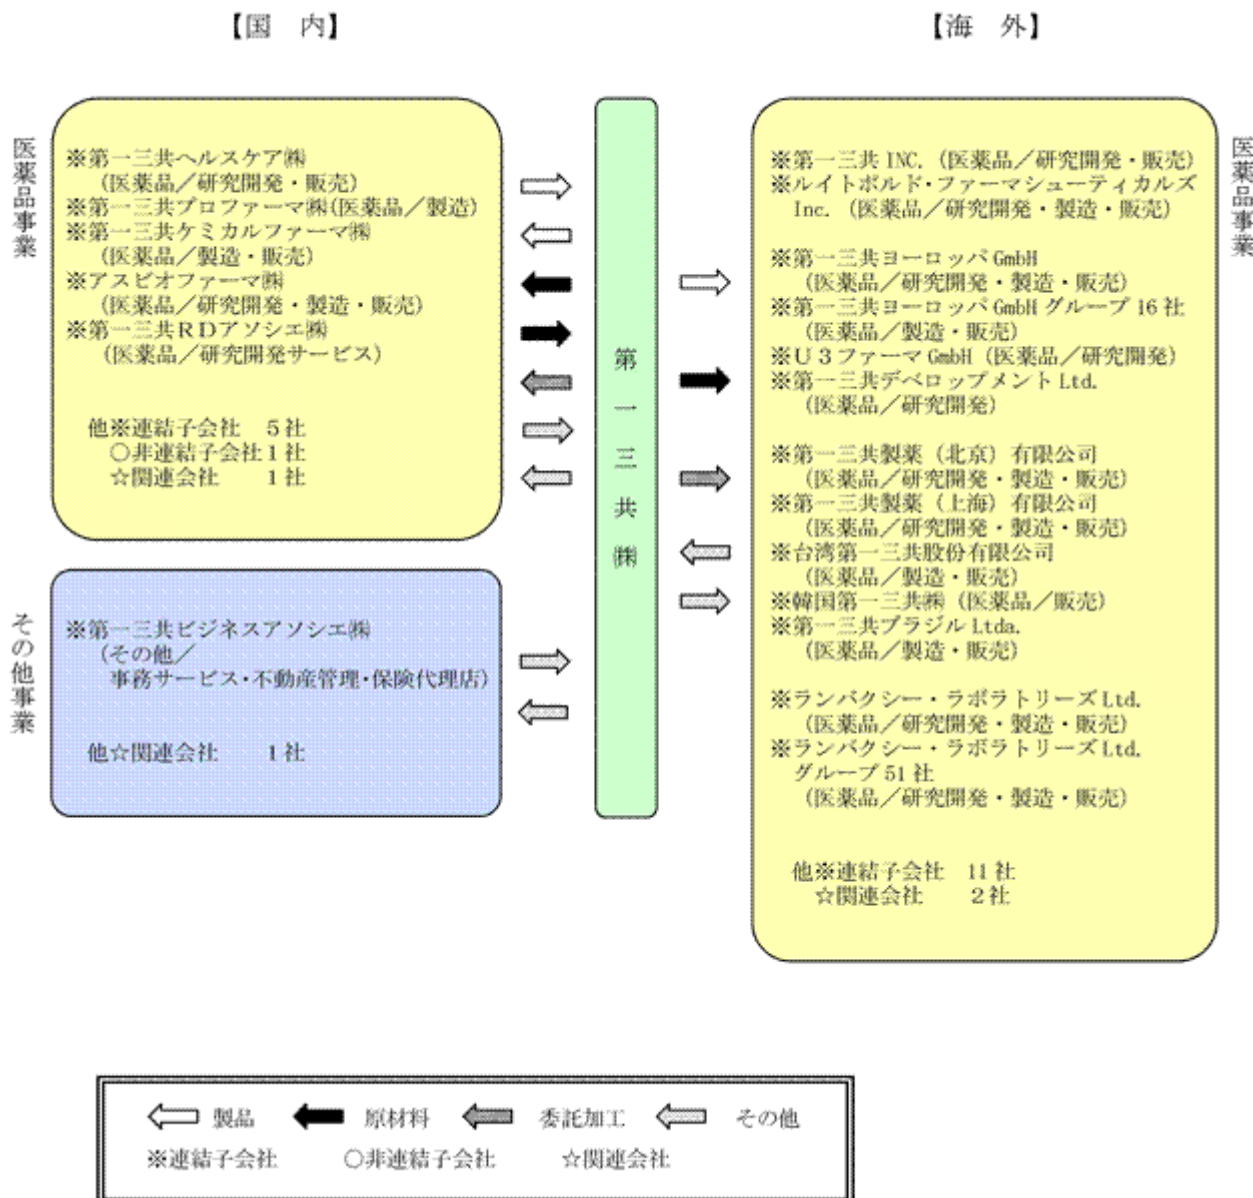 【国 内】
【海 外】
医薬品事業
※第一三共ヘルスケア㈱
(医薬品／研究開発・販売)
※第一三共プロファーマ㈱(医薬品／製造)
※第一三共ケミカルファーマ㈱
(医薬品／製造・販売)
※アスビオファーマ㈱
(医薬品／研究開発・製造・販売)
※第一三共ＲＤアソシエ㈱
(医薬品／研究開発サービス)
他※連結子会社 ５社
○非連結子会社１社
☆関連会社 １社
その他事業
※第一三共ビジネスアソシエ㈱
(その他／
事務サービス・不動産管理・保険代理店)
他☆関連会社 １社
第一三共㈱
医薬品事業
※第一三共 INC. (医薬品／研究開発・販売)
※ルイトポルド・ファーマシューティカルズ
Inc. (医薬品／研究開発・製造・販売)
※第一三共ヨーロッパ GmbH
(医薬品／研究開発・製造・販売)
※第一三共ヨーロッパ GmbH グループ 16 社
(医薬品／製造・販売)
※Ｕ３ファーマ GmbH (医薬品／研究開発)
※第一三共デベロップメント Ltd.
(医薬品／研究開発)
※第一三共製薬（北京）有限公司
(医薬品／研究開発・製造・販売)
※第一三共製薬（上海）有限公司
(医薬品／研究開発・製造・販売)
※台湾第一三共股份有限公司
(医薬品／製造・販売)
※韓国第一三共㈱ (医薬品／販売)
※第一三共ブラジル Ltda.
(医薬品／製造・販売)
※ランバクシー・ラボラトリーズ Ltd.
(医薬品／研究開発・製造・販売)
※ランバクシー・ラボラトリーズ Ltd.
グループ 51 社
(医薬品／研究開発・製造・販売)
他※連結子会社 11 社
☆関連会社 ２社
製品 原材料 委託加工 その他
※連結子会社 ○非連結子会社 ☆関連会社